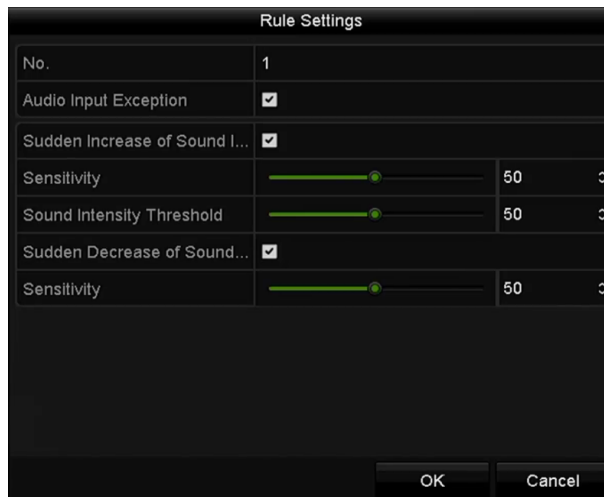 Rule Settings
No. 1
Audio Input Exception
Sudden Increase of Sound I...
Sensitivity 50
Sound Intensity Threshold 50
Sudden Decrease of Sound...
Sensitivity 50
OK Cancel